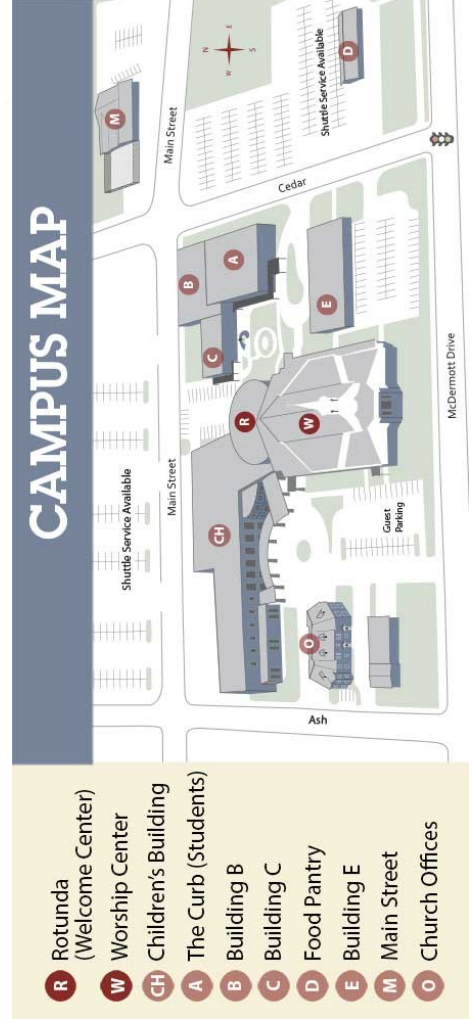 CAMPUS MAP
R Rotunda
(Welcome Center)
W Worship Center
CH Children's Building
A The Curb (Students)
B Building B
C Building C
D Food Pantry
E Building E
M Main Street
O Church Offices
Shuttle Service Available
Main Street
Main Street
M
N
E
S
W
Shuttle Service Available
D
Cedar
B
A
C
E
R
CH
W
O
Guest
Parking
Ash
McDermott Drive